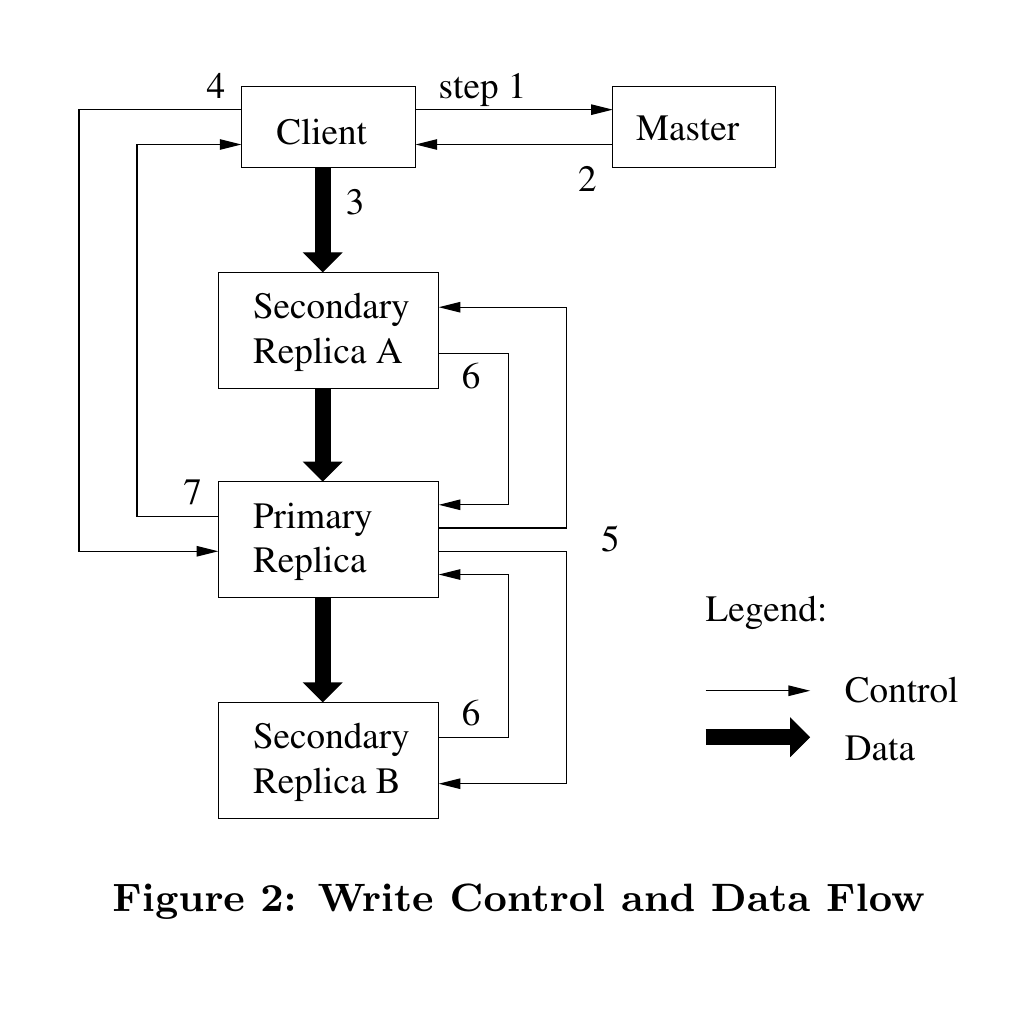 4
step 1
Client
Master
2
3
Secondary
Replica A
6
7
Primary
Replica
5
Legend:
Control
6
Secondary
Replica B
Data
Figure 2: Write Control and Data Flow